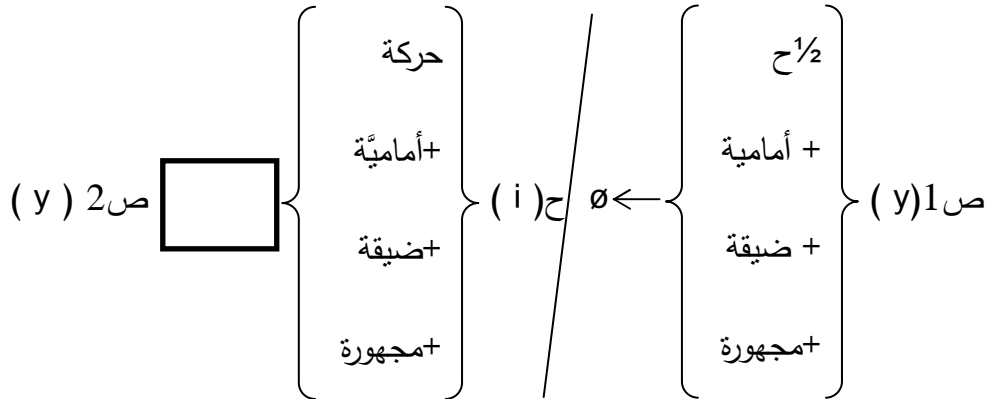 ½ح
حركة
+ أمامية
+أماميَّة
ص1(y)
ø←
ح( i )
ص2 ( y )
+ ضيقة
+ضيقة
+مجهورة
+مجهورة